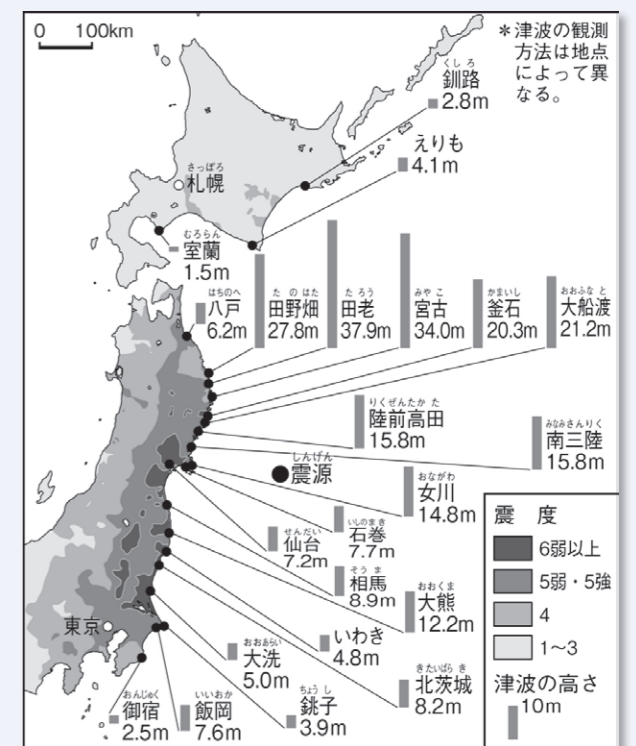 0 100km
＊津波の観測
方法は地点
によって異
なる。
くしろ
釧路
2.8m
えりも
4.1m
さっぽろ
札幌
むろらん
室蘭
1.5m
はちのへ
八戸
6.2m
たのはた
田野畑
27.8m
たろう
田老
37.9m
みやこ
宮古
34.0m
かまいし
釜石
20.3m
おおふなと
大船渡
21.2m
りくぜんたかた
陸前高田
15.8m
みなみさんりく
南三陸
15.8m
しんげん
震源
おながわ
女川
14.8m
せんだい
仙台
7.2m
いしのまき
石巻
7.7m
そうま
相馬
8.9m
おおくま
大熊
12.2m
いわき
4.8m
きたいばらき
北茨城
8.2m
東京
おおあらい
大洗
5.0m
ちょうし
銚子
3.9m
いいおか
飯岡
7.6m
おんじゅく
御宿
2.5m
震度
6弱以上
5弱・5強
4
1～3
津波の高さ
10m